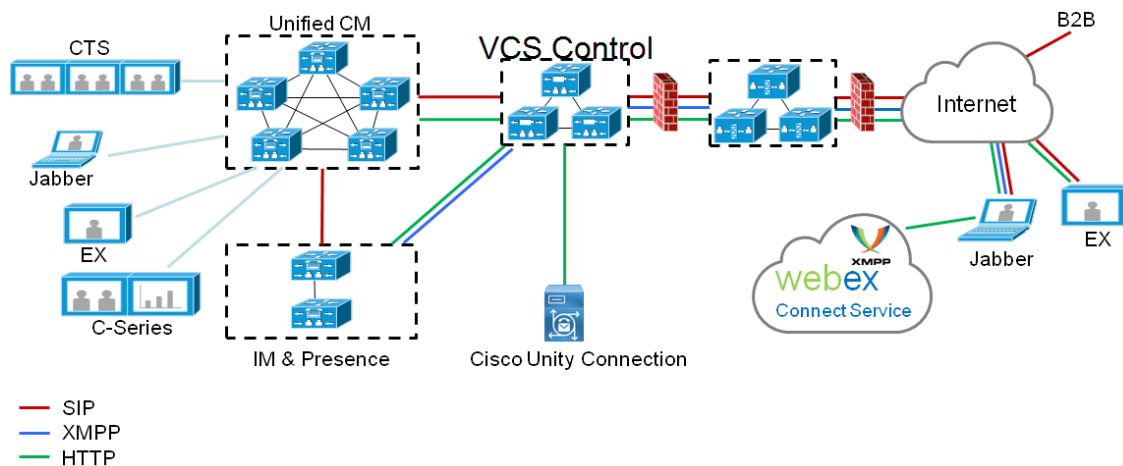 Unified CM
B2B
CTS
VCS Control
Internet
Jabber
EX
C-Series
IM & Presence
Cisco Unity Connection
XMPP
webex
Connect Service
Jabber
EX
SIP
XMPP
HTTP